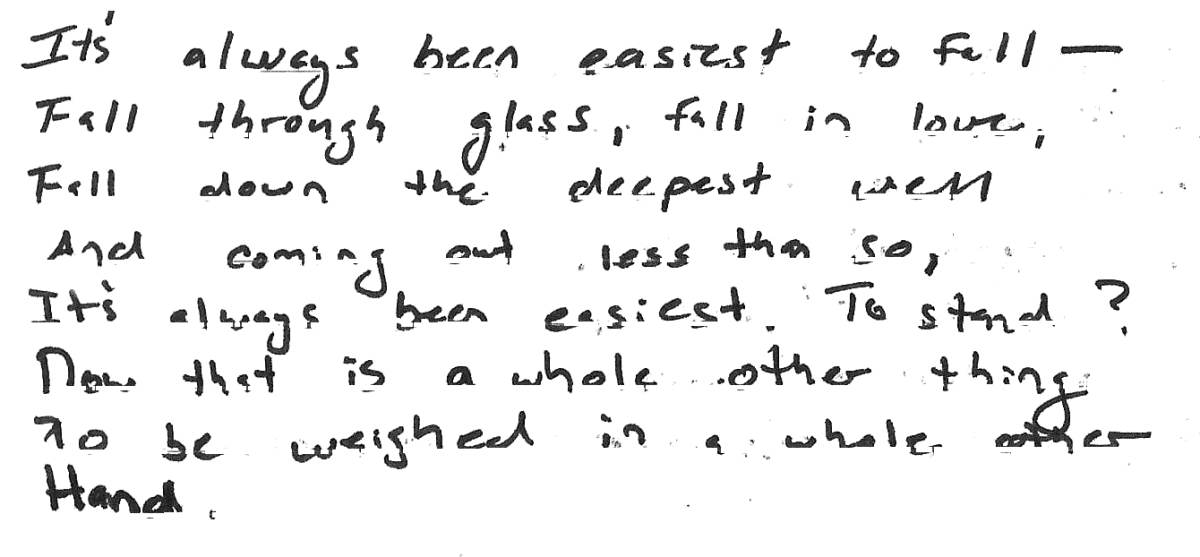 It's always been easiest to fall —
Fall through glass, fall in love,
Fall down the deepest well
And coming out less than so,
It's always been easiest. To stand?
Now that is a whole other thing
To be weighed in a whole other
Hand.